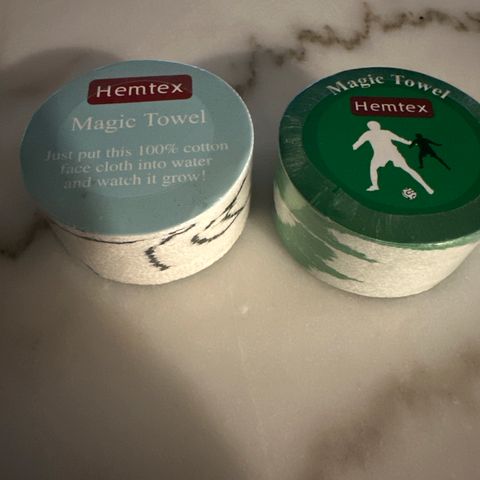 Hemtex
Magic Towel
Just put this 100% cotton
face cloth into water
and watch it grow!
Magic Towel
Hemtex